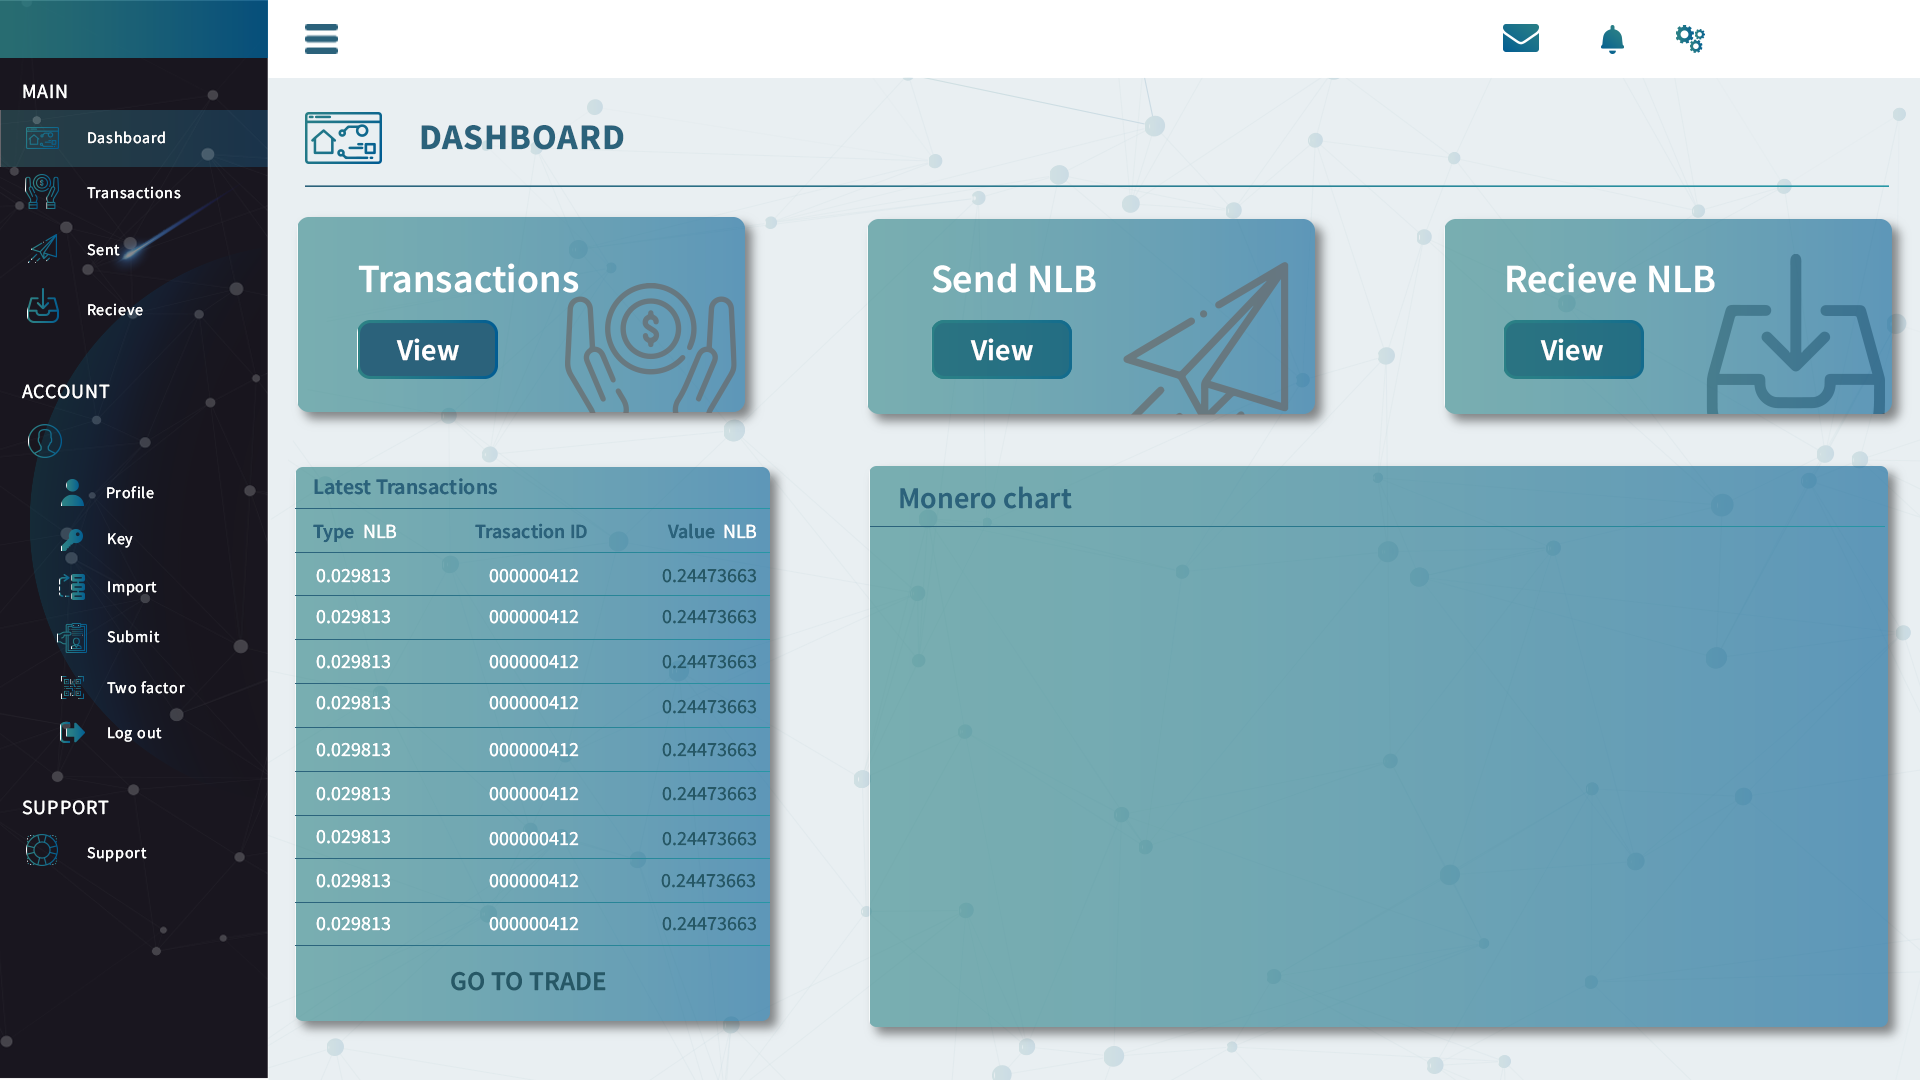 MAIN
Dashboard
Transactions
Sent
Recieve
ACCOUNT
Profile
Key
Import
Submit
Two factor
Log out
SUPPORT
Support
DASHBOARD
Transactions
View
Send NLB
View
Recieve NLB
View
Latest Transactions
Type NLB Trasaction ID Value NLB
0.029813 000000412 0.24473663
0.029813 000000412 0.24473663
0.029813 000000412 0.24473663
0.029813 000000412 0.24473663
0.029813 000000412 0.24473663
0.029813 000000412 0.24473663
0.029813 000000412 0.24473663
0.029813 000000412 0.24473663
0.029813 000000412 0.24473663
GO TO TRADE
Monero chart